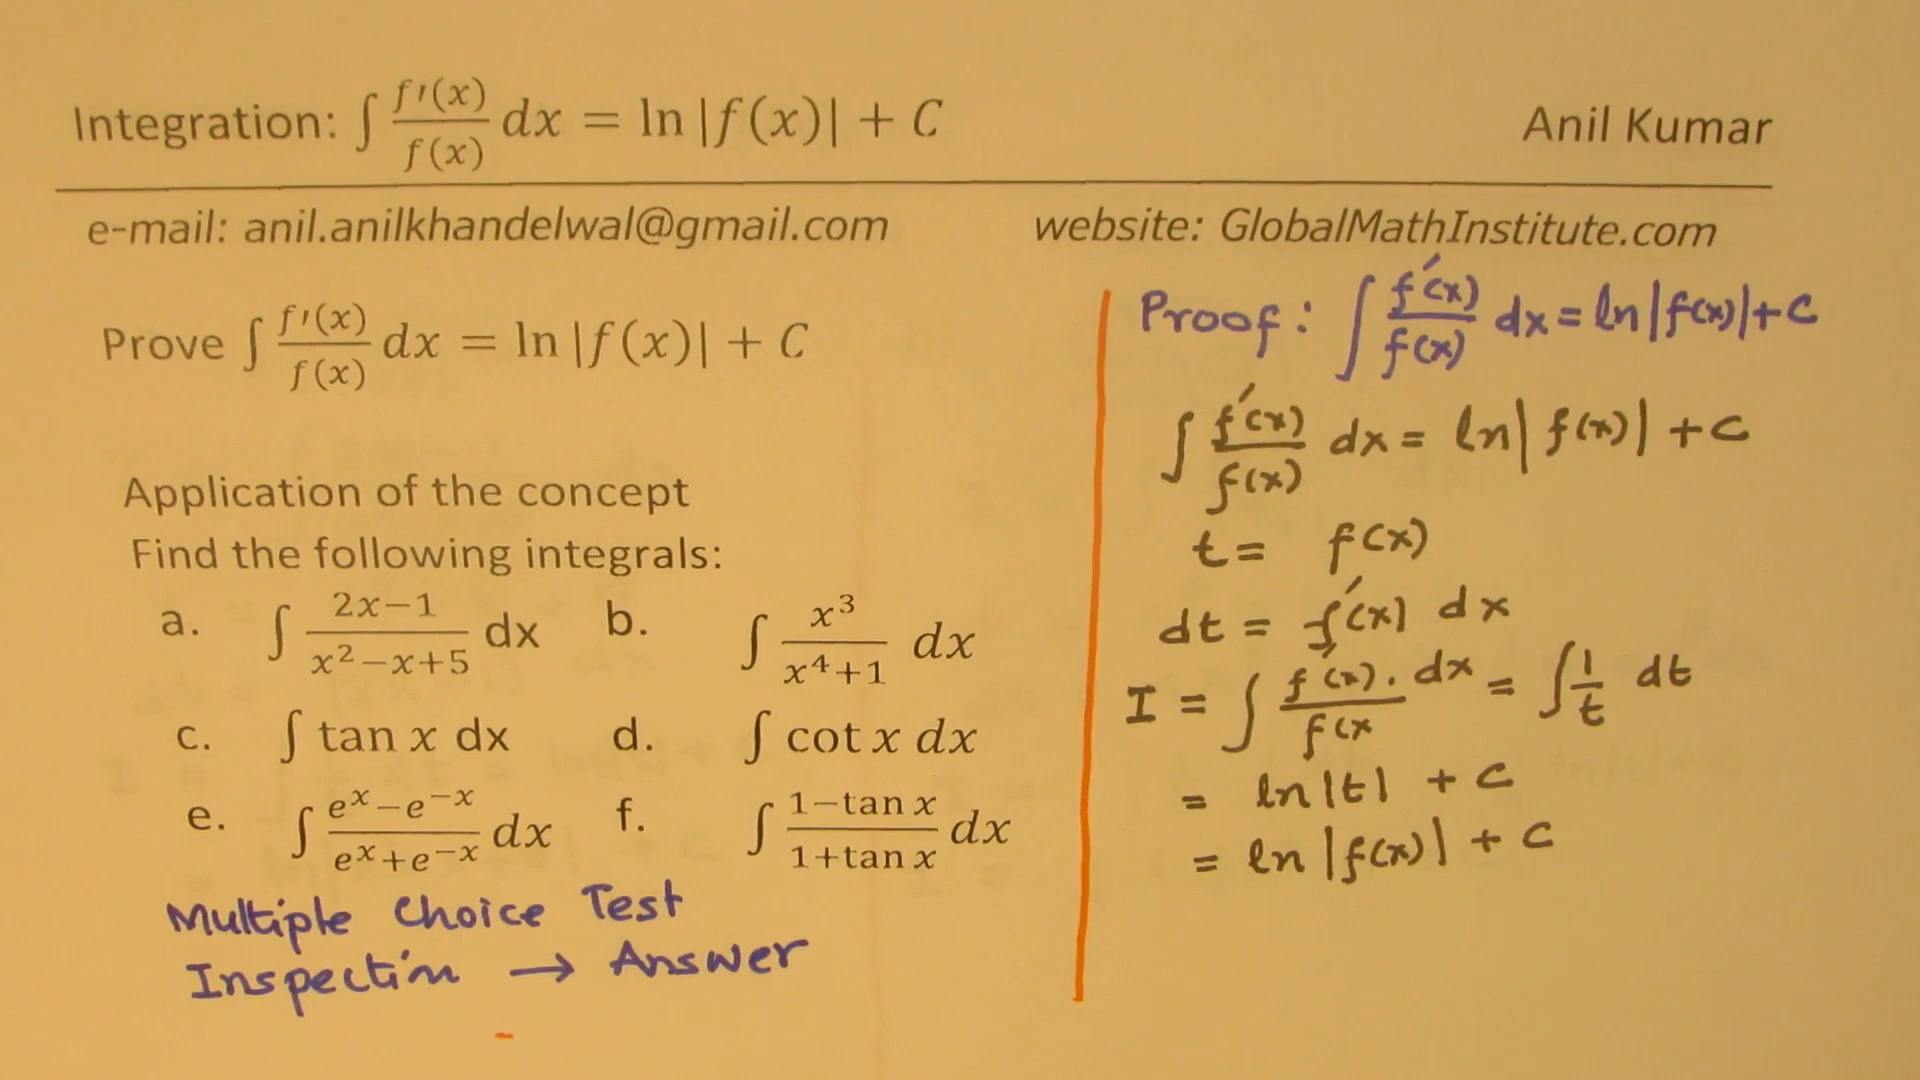 Integration: ∫ f′(x)/f(x) dx = ln |f(x)| + C
Anil Kumar
e-mail: anil.anilkhandelwal@gmail.com
website: GlobalMathInstitute.com
Prove ∫ f′(x)/f(x) dx = ln |f(x)| + C
Application of the concept
Find the following integrals:
a. ∫ 2x−1/x²−x+5 dx b. ∫ x³/x⁴+1 dx
c. ∫ tan x dx d. ∫ cot x dx
e. ∫ eˣ−e⁻ˣ/eˣ+e⁻ˣ dx f. ∫ 1−tan x/1+tan x dx
Multiple Choice Test
Inspectin → Answer
Proof: ∫ f′(x)/f(x) dx = ln |f(x)| + C
∫ f′(x)/f(x) dx = ln | f(x)| + C
t = f(x)
dt = f′(x) dx
I = ∫ f′(x). dx/f(x = ∫ 1/t dt
= ln |t| + C
= ln |f(x)| + C